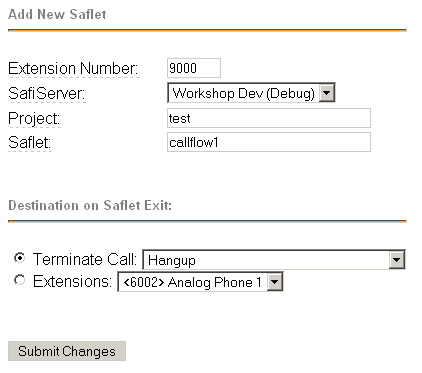 Add New Saflet
Extension Number: 9000
SafiServer: Workshop Dev (Debug)
Project: test
Saflet: callflow1
Destination on Saflet Exit:
Terminate Call: Hangup
Extensions: <6002> Analog Phone 1
Submit Changes